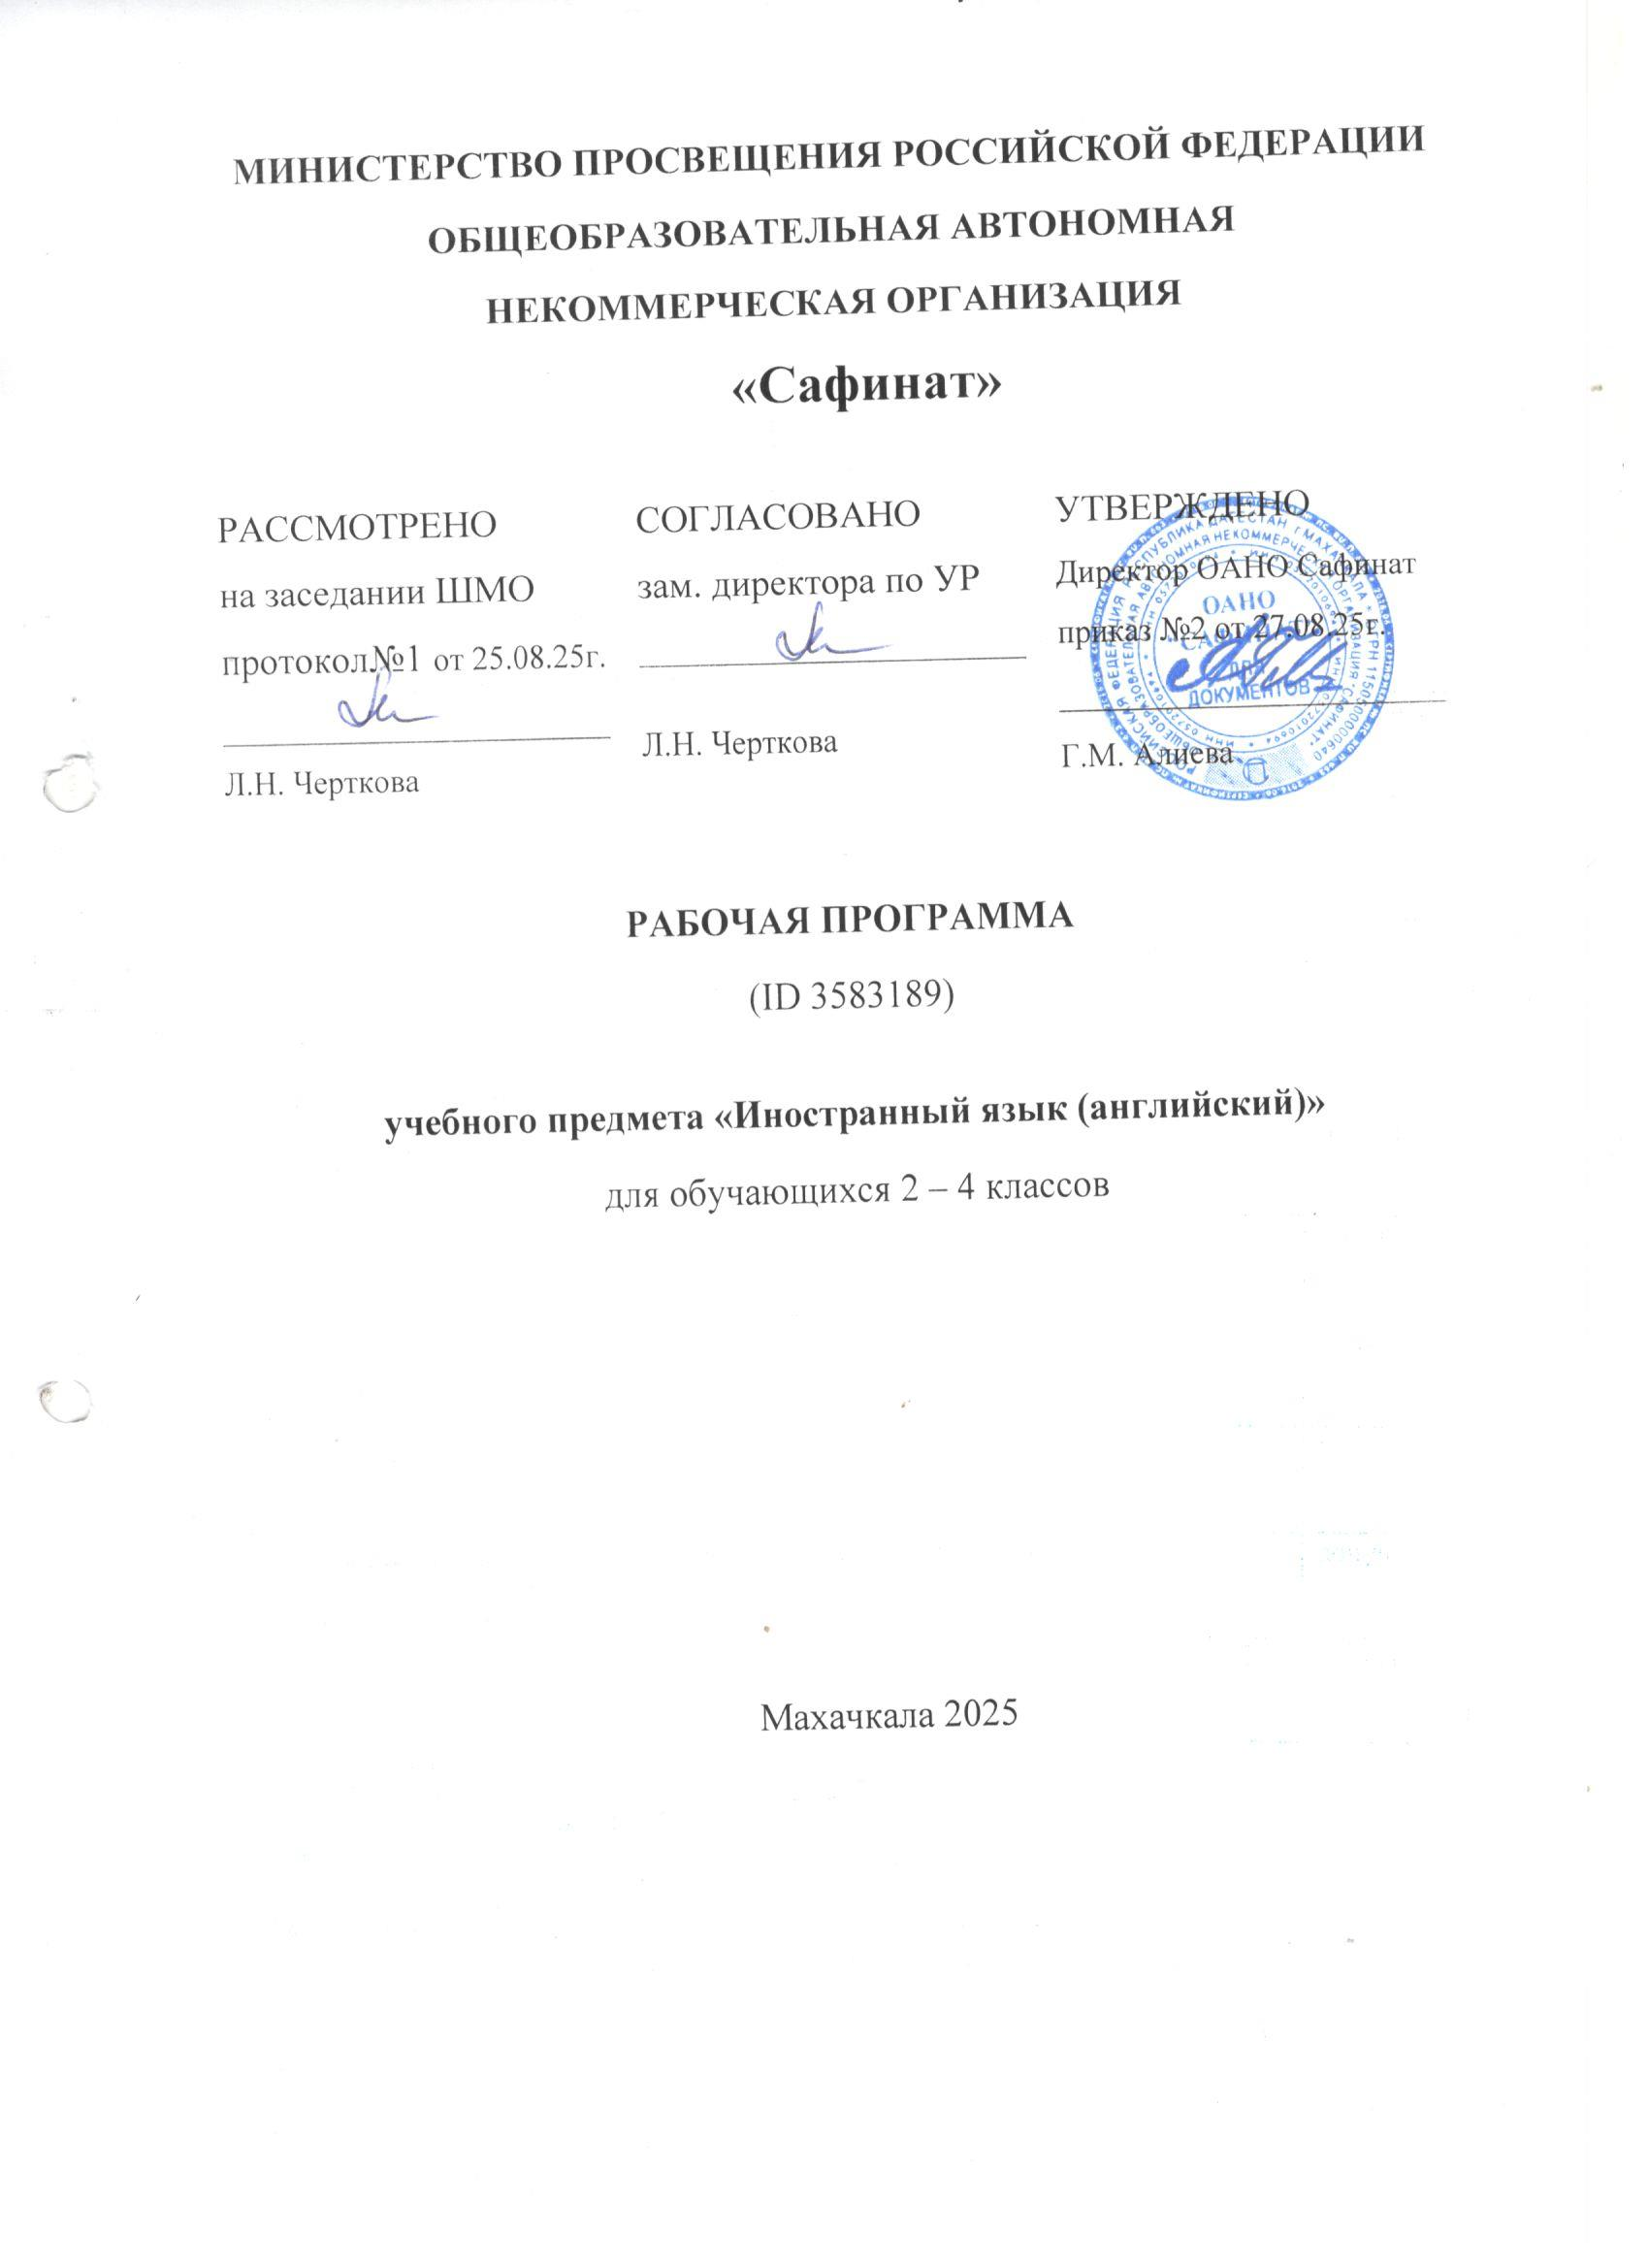 МИНИСТЕРСТВО ПРОСВЕЩЕНИЯ РОССИЙСКОЙ ФЕДЕРАЦИИ
ОБЩЕОБРАЗОВАТЕЛЬНАЯ АВТОНОМНАЯ
НЕКОММЕРЧЕСКАЯ ОРГАНИЗАЦИЯ
«Сафинат»
РАССМОТРЕНО
на заседании ШМО
протокол№1 от 25.08.25г.
Л.Н. Черткова
СОГЛАСОВАНО
зам. директора по УР
Л.Н. Черткова
УТВЕРЖДЕНО
Директор ОАНО Сафинат
приказ №2 от 27.08.25г.
Г.М. Алиева
ОАНО
ДЛЯ
ДОКУМЕНТОВ
РАБОЧАЯ ПРОГРАММА
(ID 3583189)
учебного предмета «Иностранный язык (английский)»
для обучающихся 2 – 4 классов
Махачкала 2025